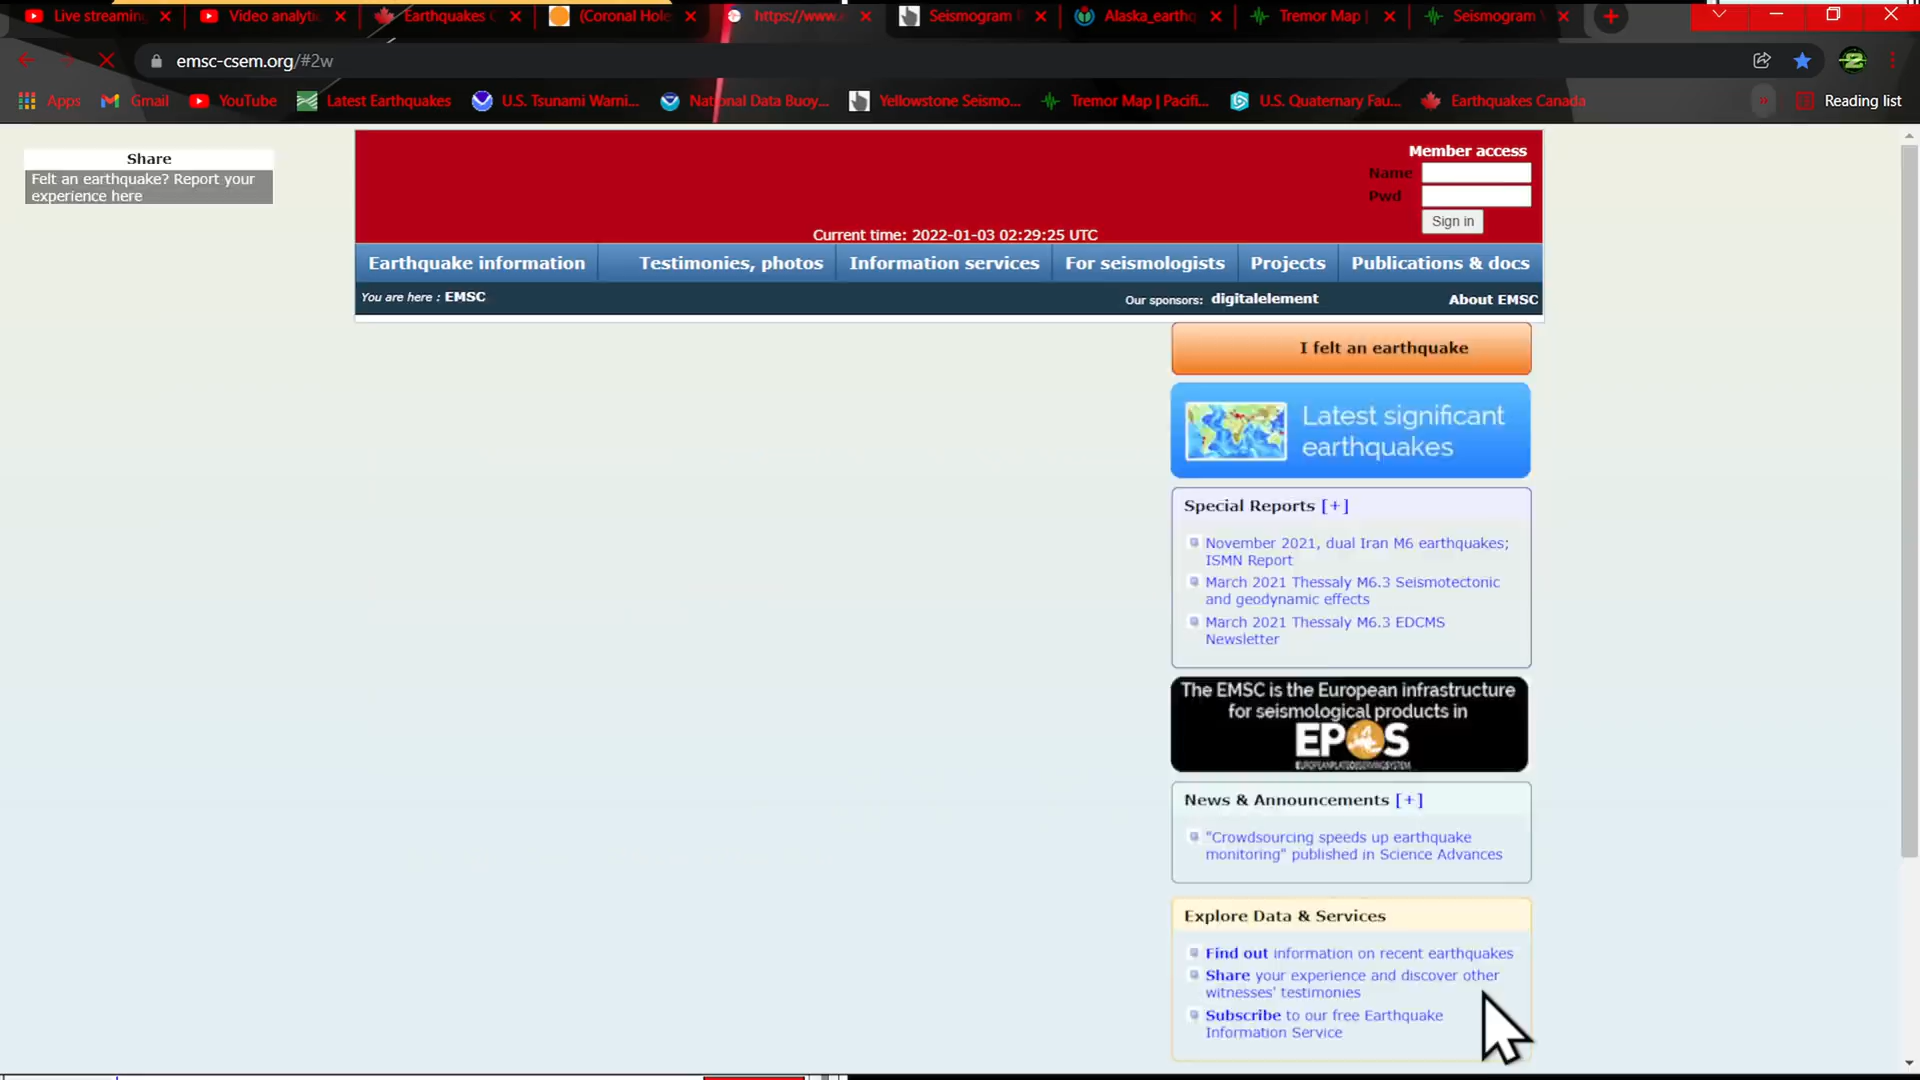 Live streaming
Video analyti
Earthquakes C
(Coronal Hole
https://www.e
Seismogram
Alaska_earthq
Tremor Map |
Seismogram
emsc-csem.org/#2w
Apps
Gmail
YouTube
Latest Earthquakes
U.S. Tsunami Warni...
National Data Buoy...
Yellowstone Seismo...
Tremor Map | Pacifi...
U.S. Quaternary Fau...
Earthquakes Canada
»
Reading list
Share
Felt an earthquake? Report your
experience here
Member access
Name
Pwd
Sign in
Current time: 2022-01-03 02:29:25 UTC
Earthquake information
Testimonies, photos
Information services
For seismologists
Projects
Publications & docs
You are here : EMSC
Our sponsors: digitalelement
About EMSC
I felt an earthquake
Latest significant
earthquakes
Special Reports [+]
November 2021, dual Iran M6 earthquakes;
ISMN Report
March 2021 Thessaly M6.3 Seismotectonic
and geodynamic effects
March 2021 Thessaly M6.3 EDCMS
Newsletter
The EMSC is the European infrastructure
for seismological products in
EPOS
EUROPEAN PLATE OBSERVING SYSTEM
News & Announcements [+]
"Crowdsourcing speeds up earthquake
monitoring" published in Science Advances
Explore Data & Services
Find out information on recent earthquakes
Share your experience and discover other
witnesses' testimonies
Subscribe to our free Earthquake
Information Service